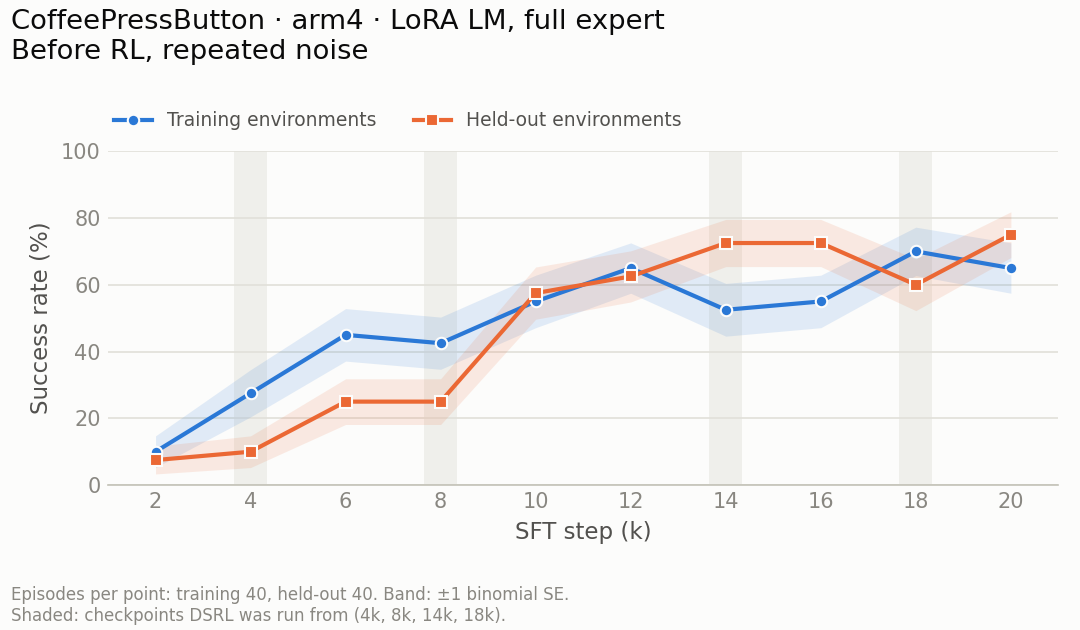 CoffeePressButton · arm4 · LoRA LM, full expert
Before RL, repeated noise
Training environments
Held-out environments
Success rate (%)
100
80
60
40
20
0
2 4 6 8 10 12 14 16 18 20
SFT step (k)
Episodes per point: training 40, held-out 40. Band: ±1 binomial SE.
Shaded: checkpoints DSRL was run from (4k, 8k, 14k, 18k).